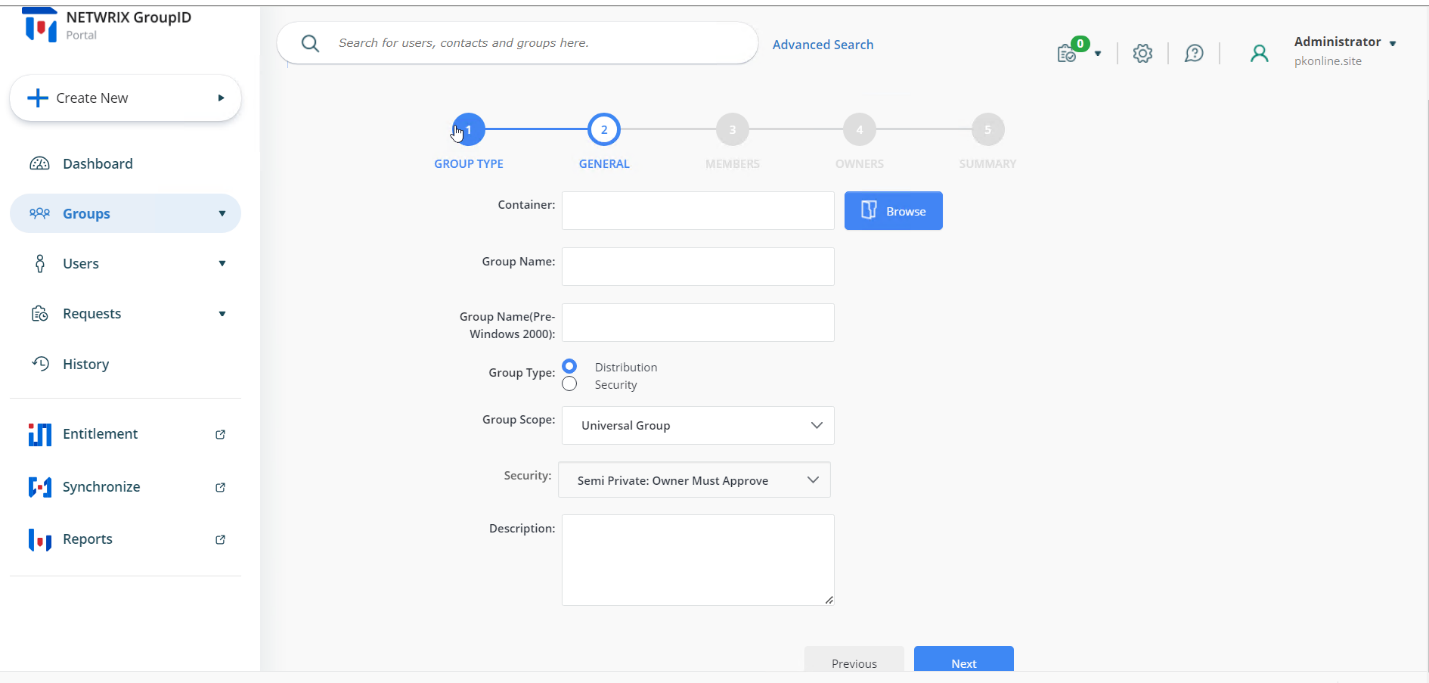 NETWRIX GroupID
Portal
Search for users, contacts and groups here.
Advanced Search
0
Administrator
pkonline.site
Create New
Dashboard
Groups
Users
Requests
History
Entitlement
Synchronize
Reports
1
2
3
4
5
GROUP TYPE
GENERAL
MEMBERS
OWNERS
SUMMARY
Container:
Browse
Group Name:
Group Name(Pre-
Windows 2000):
Group Type:
Distribution
Security
Group Scope:
Universal Group
Security:
Semi Private: Owner Must Approve
Description:
Previous
Next